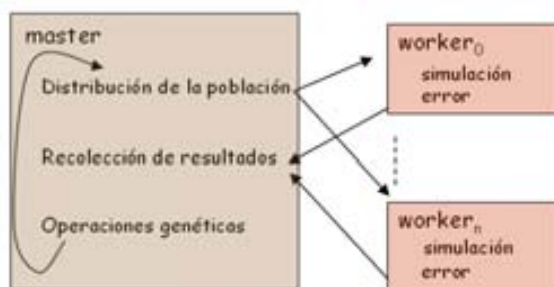 master
Distribución de la población
Recolección de resultados
Operaciones genéticas
worker0
simulación
error
workern
simulación
error